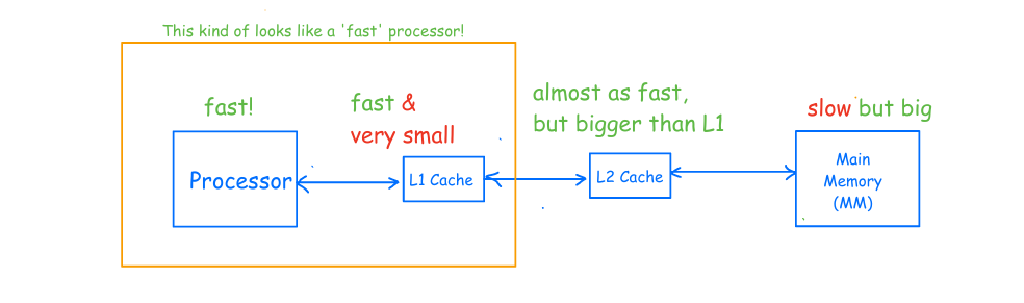 This kind of looks like a 'fast' processor!
fast!
fast &
very small
almost as fast,
but bigger than L1
slow but big
Processor
L1 Cache
L2 Cache
Main
Memory
(MM)